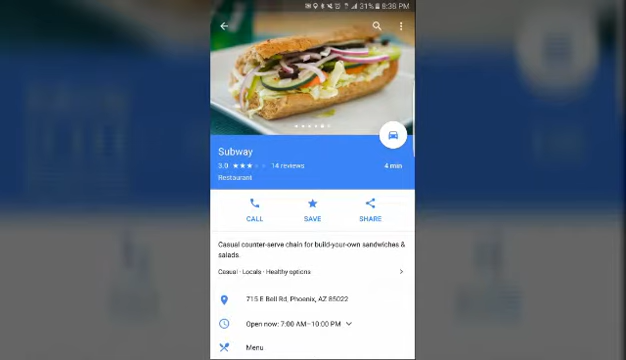 31% 8:38 PM
Subway
3.0 14 reviews 4 min
Restaurant
CALL SAVE SHARE
Casual counter-serve chain for build-your-own sandwiches &
salads.
Casual · Locals · Healthy options
715 E Bell Rd, Phoenix, AZ 85022
Open now: 7:00 AM–10:00 PM
Menu